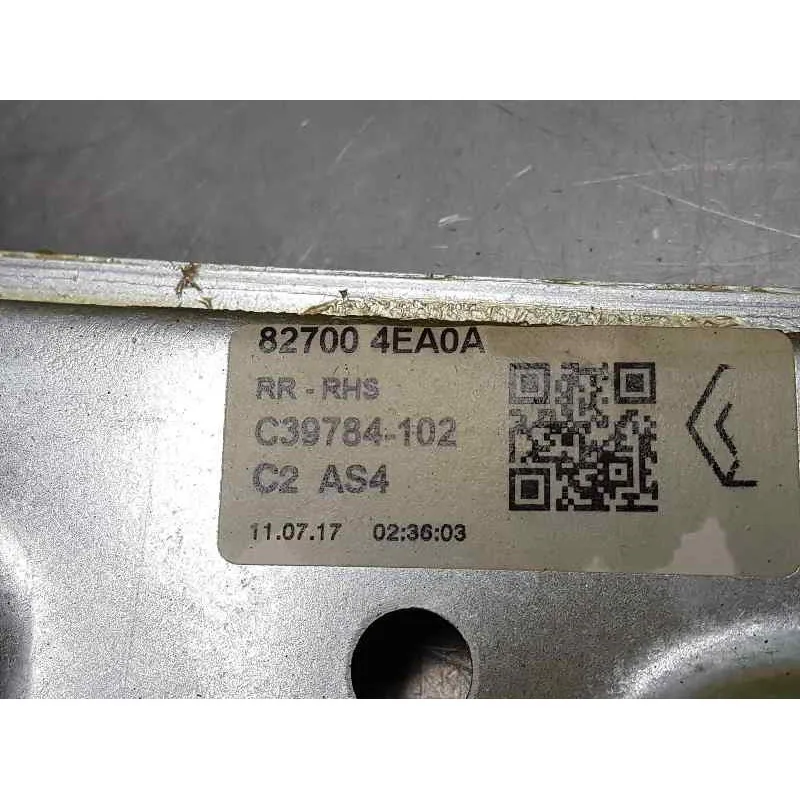 82700 4EA0A
RR - RHS
C39784-102
C2 AS4
11.07.17 02:36:03